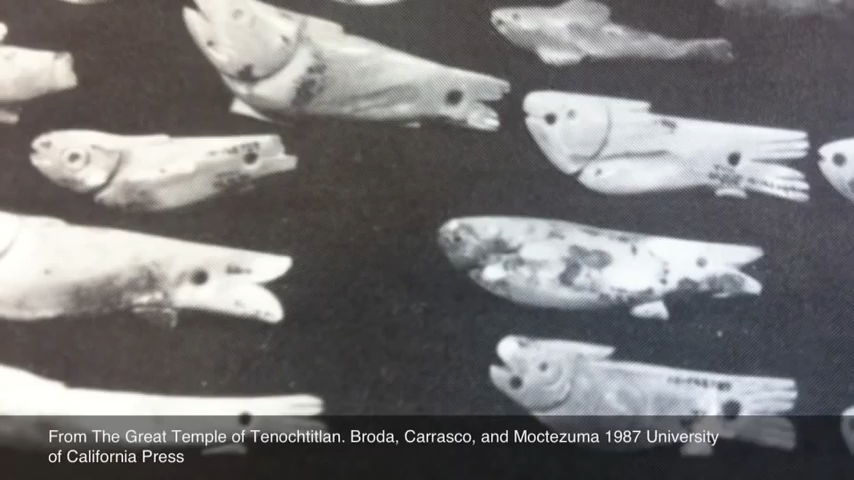 From The Great Temple of Tenochtitlan. Broda, Carrasco, and Moctezuma 1987 University
of California Press